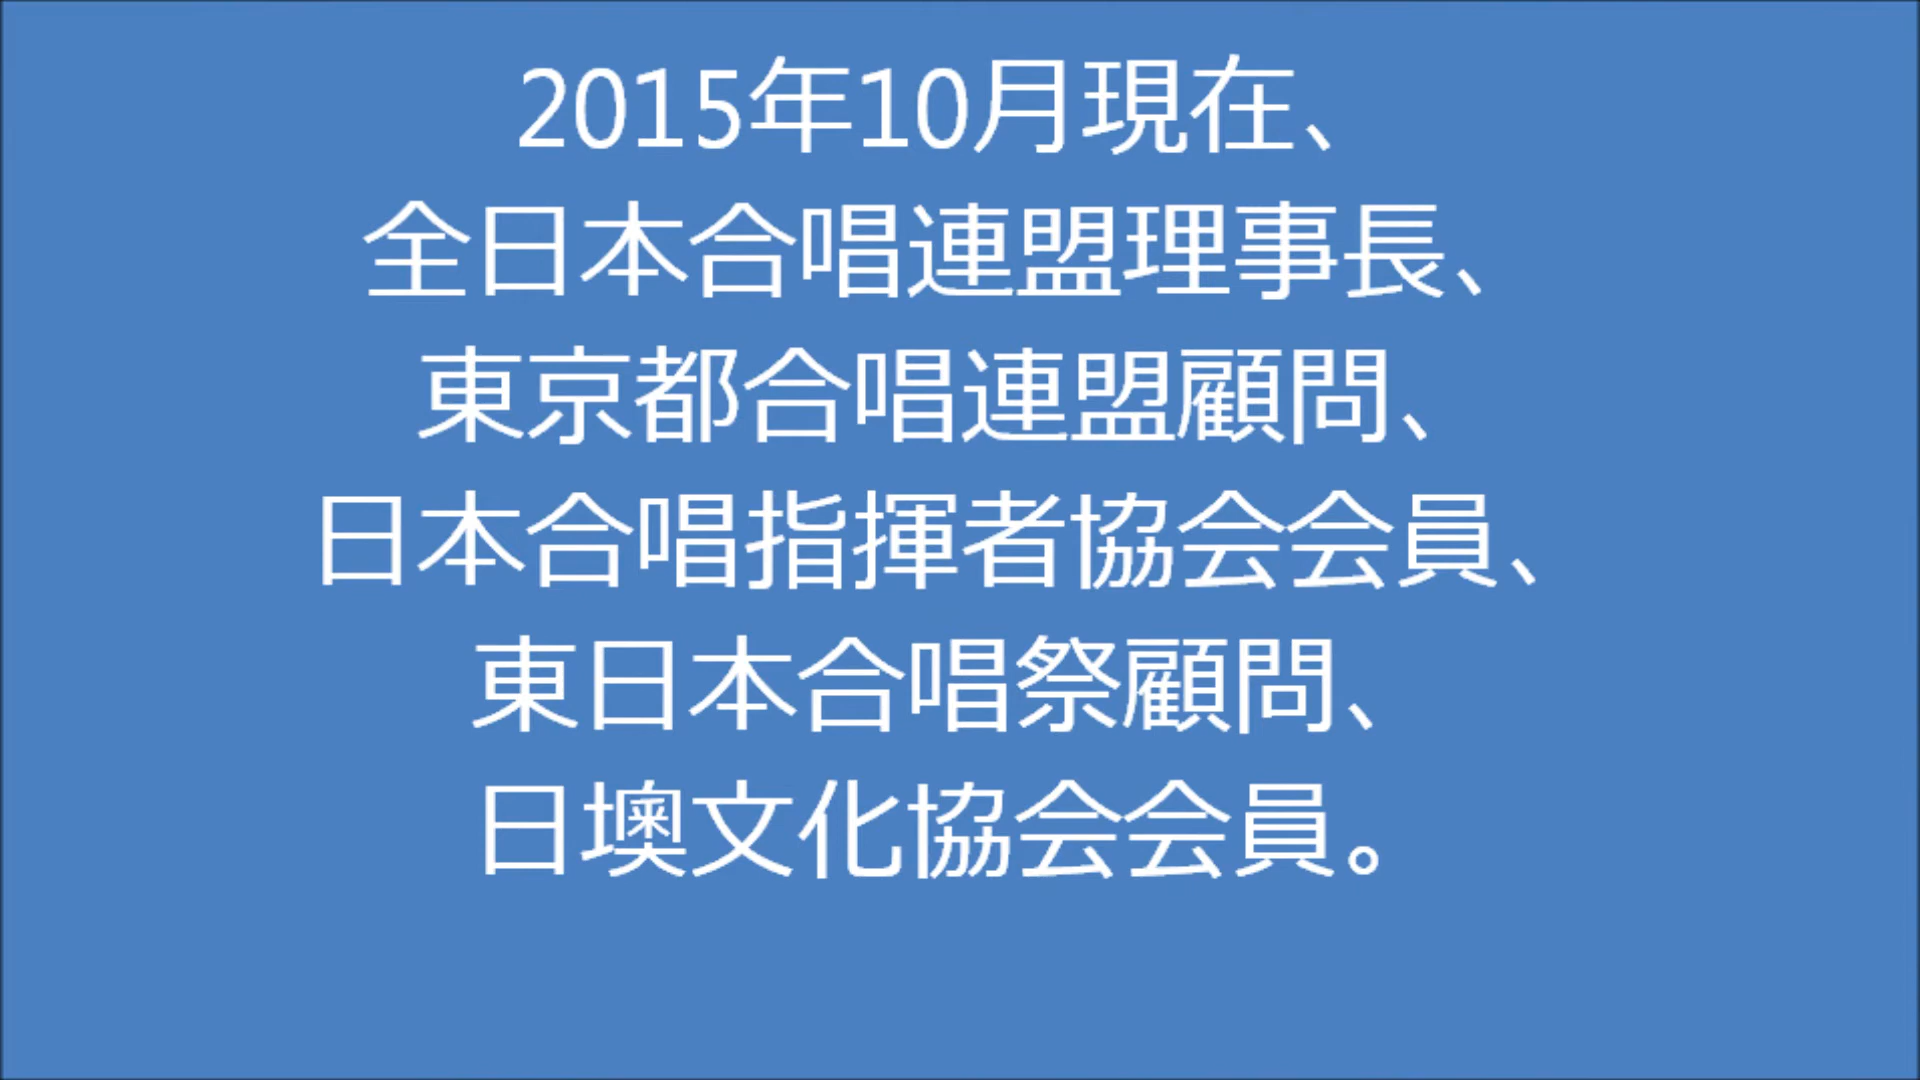 2015年10月現在、
全日本合唱連盟理事長、
東京都合唱連盟顧問、
日本合唱指揮者協会会員、
東日本合唱祭顧問、
日墺文化協会会員。